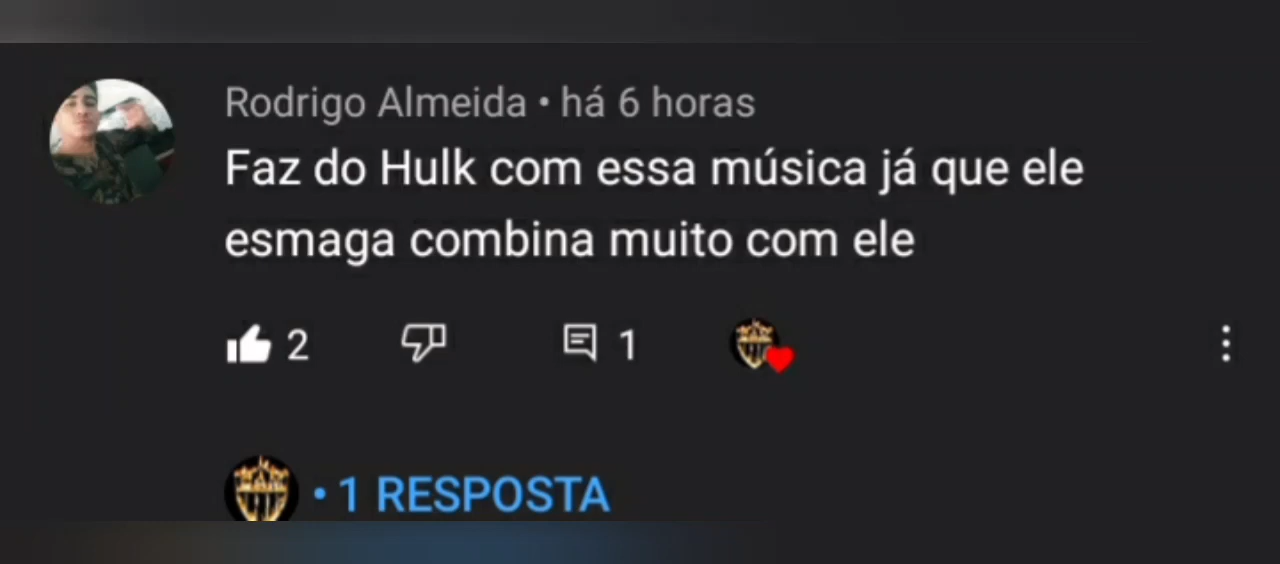 Rodrigo Almeida • há 6 horas
Faz do Hulk com essa música já que ele
esmaga combina muito com ele
2
1
• 1 RESPOSTA